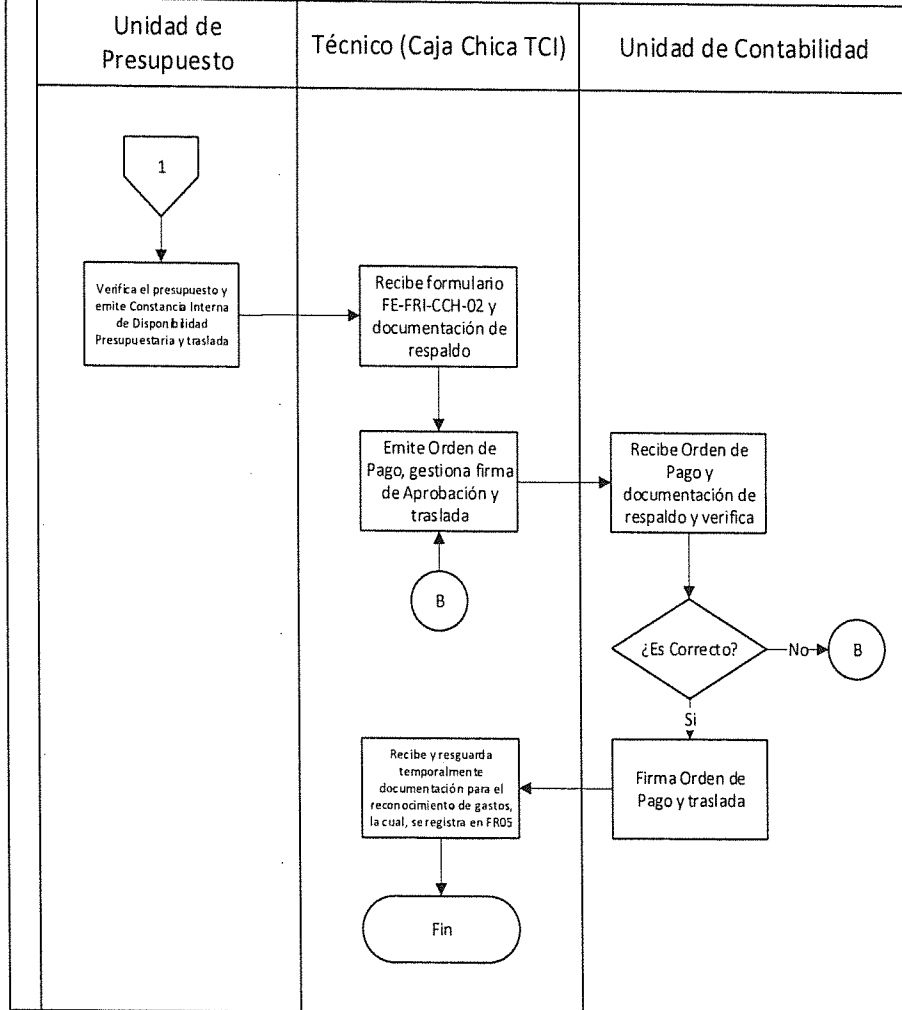 Unidad de
Presupuesto
Técnico (Caja Chica TCI)
Unidad de Contabilidad
1
Verifica el presupuesto y
emite Constancia Interna
de Disponibilidad
Presupuestaria y traslada
Recibe formulario
FE-FRI-CCH-02 y
documentación de
respaldo
Emite Orden de
Pago, gestiona firma
de Aprobación y
traslada
Recibe Orden de
Pago y
documentación de
respaldo y verifica
B
¿Es Correcto?
No
B
Si
Recibe y resguarda
temporalmente
documentación para el
reconocimiento de gastos,
la cual, se registra en FR05
Firma Orden de
Pago y traslada
Fin